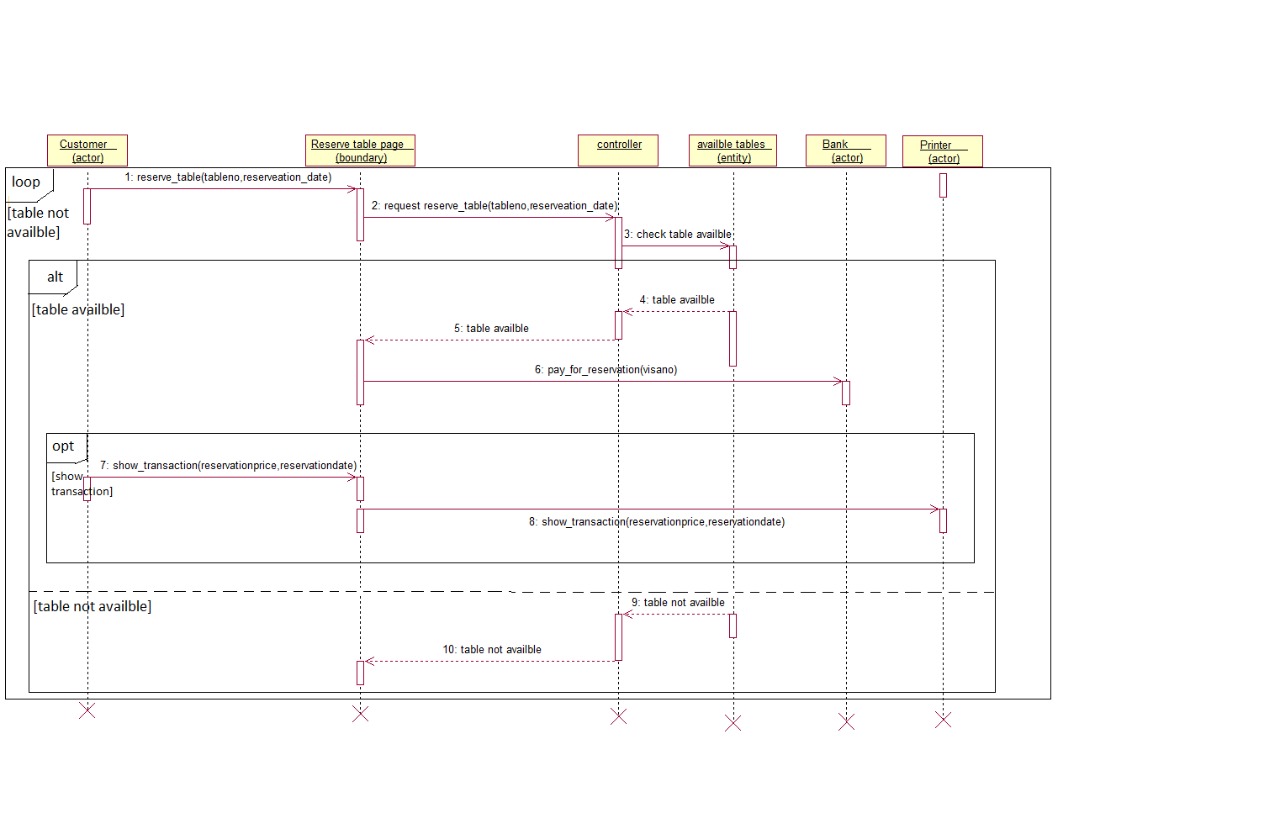 Customer
(actor)
Reserve table page
(boundary)
controller
availble tables
(entity)
Bank
(actor)
Printer
(actor)
loop
[table not
availble]
1: reserve_table(tableno,reserveation_date)
2: request reserve_table(tableno,reserveation_date)
3: check table availble
alt
[table availble]
4: table availble
5: table availble
6: pay_for_reservation(visano)
opt
[show
transaction]
7: show_transaction(reservationprice,reservationdate)
8: show_transaction(reservationprice,reservationdate)
[table not availble]
9: table not availble
10: table not availble